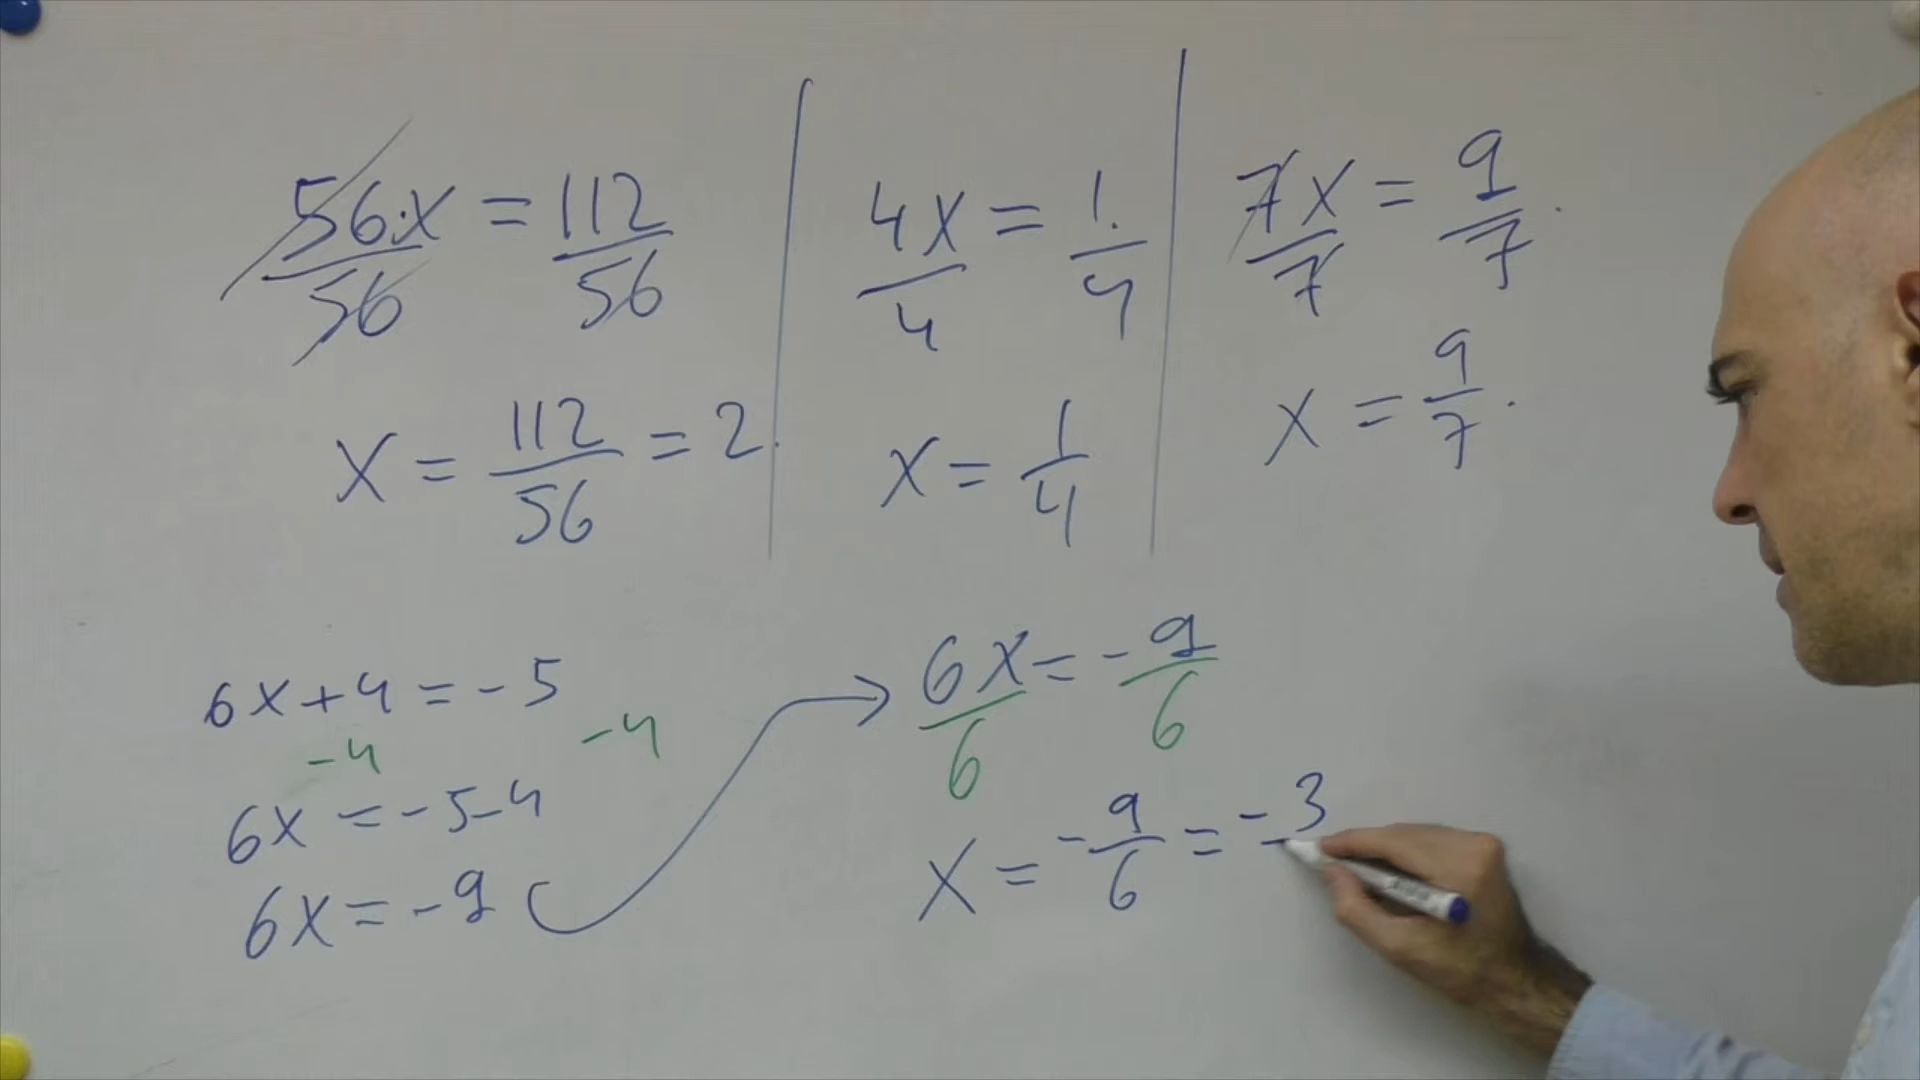 56·x/56 = 112/56
x = 112/56 = 2.
4x/4 = 1./4
x = 1/4
7x/7 = 9/7.
x = 9/7.
6x+4 = -5
-4 -4
6x = -5-4
6x = -9
6x/6 = -9/6
x = -9/6 = -3